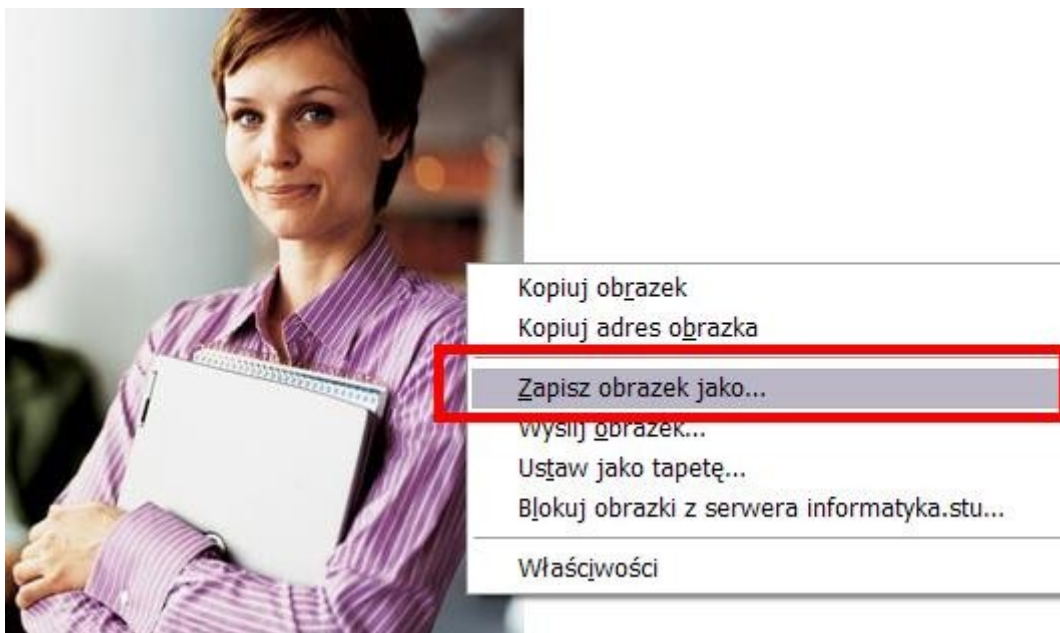 Kopiuj obrazek
Kopiuj adres obrazka
Zapisz obrazek jako...
Wyślij obrazek...
Ustaw jako tapetę...
Blokuj obrazki z serwera informatyka.stu...
Właściwości